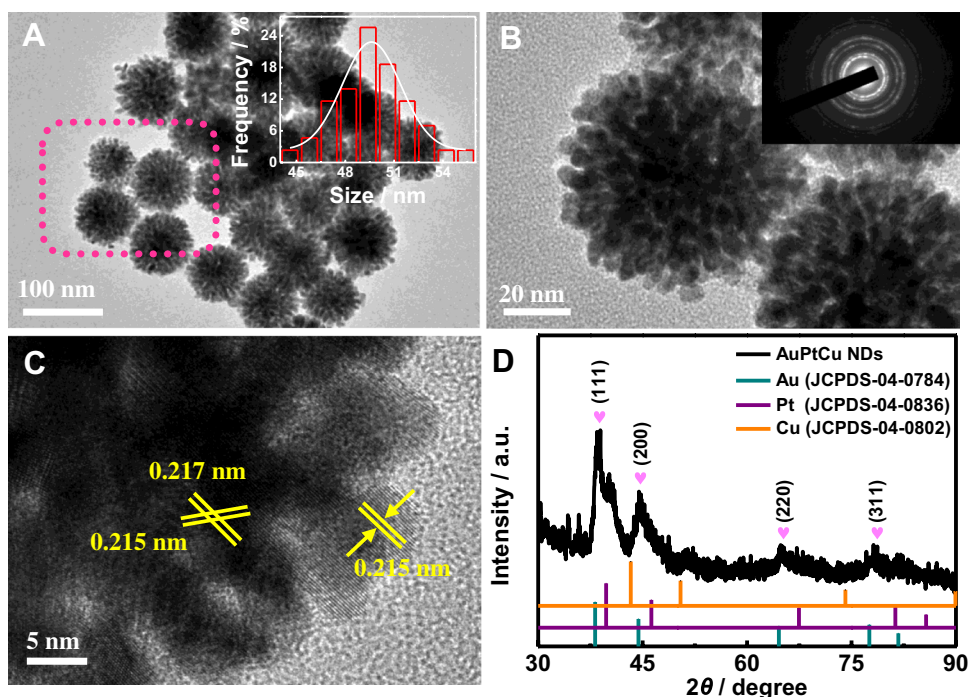 A
Frequency / %
24
18
12
6
0
45
48
51
54
Size / nm
100 nm
B
20 nm
C
0.217 nm
0.215 nm
0.215 nm
5 nm
D
AuPtCu NDs
Au (JCPDS-04-0784)
Pt (JCPDS-04-0836)
Cu (JCPDS-04-0802)
♥ (111)
♥ (200)
♥ (220)
♥ (311)
Intensity / a.u.
30 45 60 75 90
2θ / degree